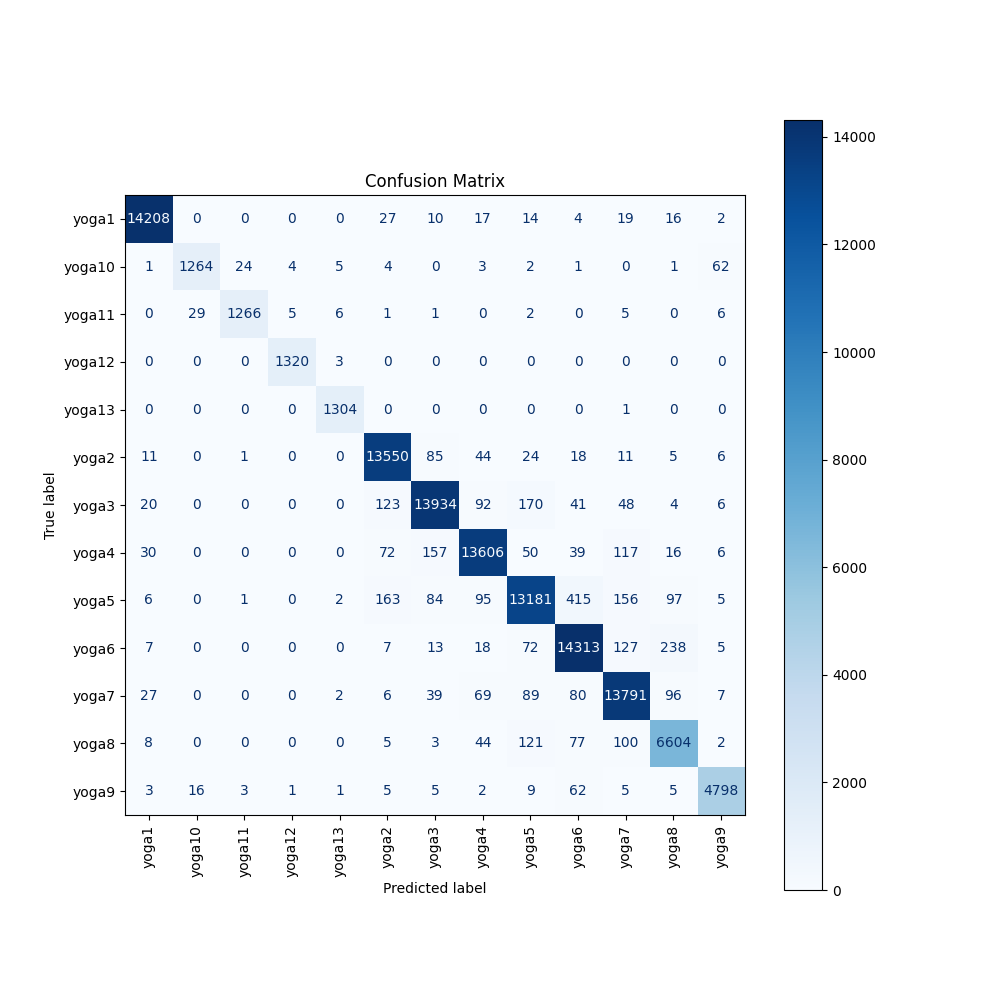 Confusion Matrix
yoga1 14208 0 0 0 0 27 10 17 14 4 19 16 2
yoga10 1 1264 24 4 5 4 0 3 2 1 0 1 62
yoga11 0 29 1266 5 6 1 1 0 2 0 5 0 6
yoga12 0 0 0 1320 3 0 0 0 0 0 0 0 0
yoga13 0 0 0 0 1304 0 0 0 0 0 1 0 0
yoga2 11 0 1 0 0 13550 85 44 24 18 11 5 6
yoga3 20 0 0 0 0 123 13934 92 170 41 48 4 6
yoga4 30 0 0 0 0 72 157 13606 50 39 117 16 6
yoga5 6 0 1 0 2 163 84 95 13181 415 156 97 5
yoga6 7 0 0 0 0 7 13 18 72 14313 127 238 5
yoga7 27 0 0 0 2 6 39 69 89 80 13791 96 7
yoga8 8 0 0 0 0 5 3 44 121 77 100 6604 2
yoga9 3 16 3 1 1 5 5 2 9 62 5 5 4798
yoga1 yoga10 yoga11 yoga12 yoga13 yoga2 yoga3 yoga4 yoga5 yoga6 yoga7 yoga8 yoga9
Predicted label
True label
14000
12000
10000
8000
6000
4000
2000
0